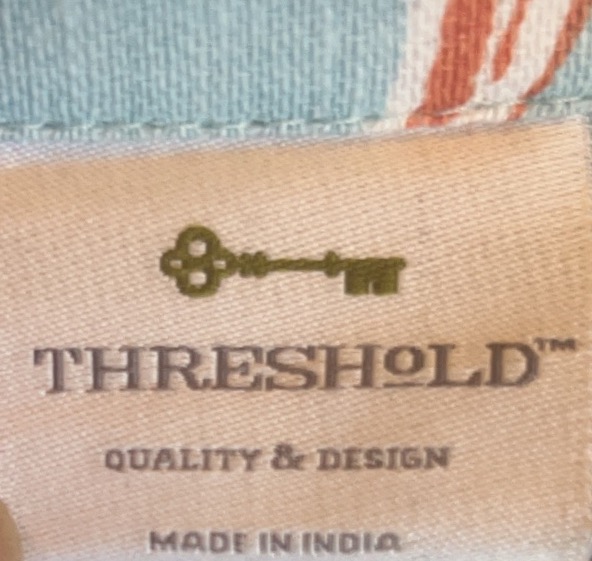 THRESHOLD™
QUALITY & DESIGN
MADE IN INDIA